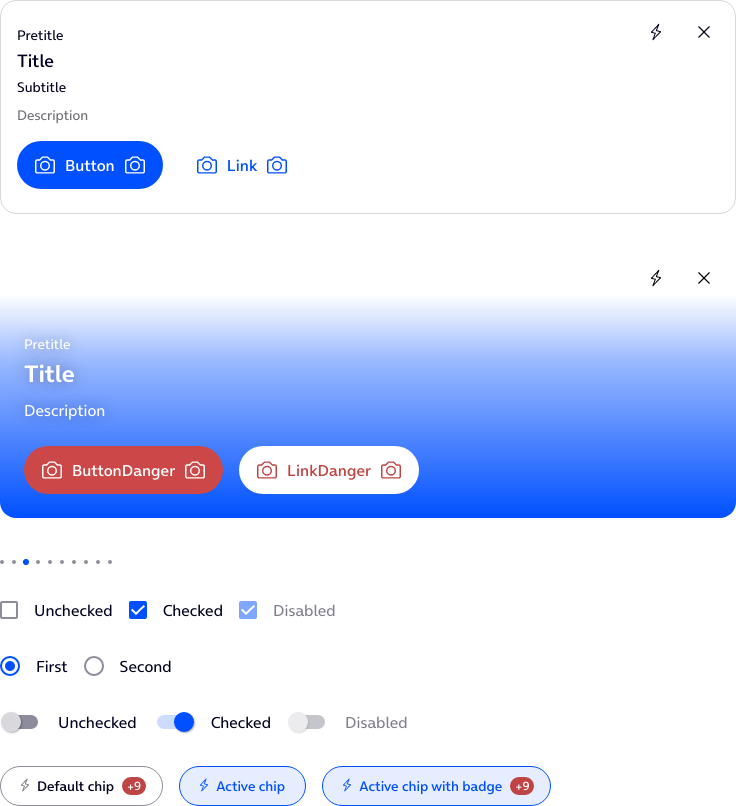 Pretitle
Title
Subtitle
Description
Button Link
Pretitle
Title
Description
ButtonDanger LinkDanger
Unchecked Checked Disabled
First Second
Unchecked Checked Disabled
Default chip +9 Active chip Active chip with badge +9